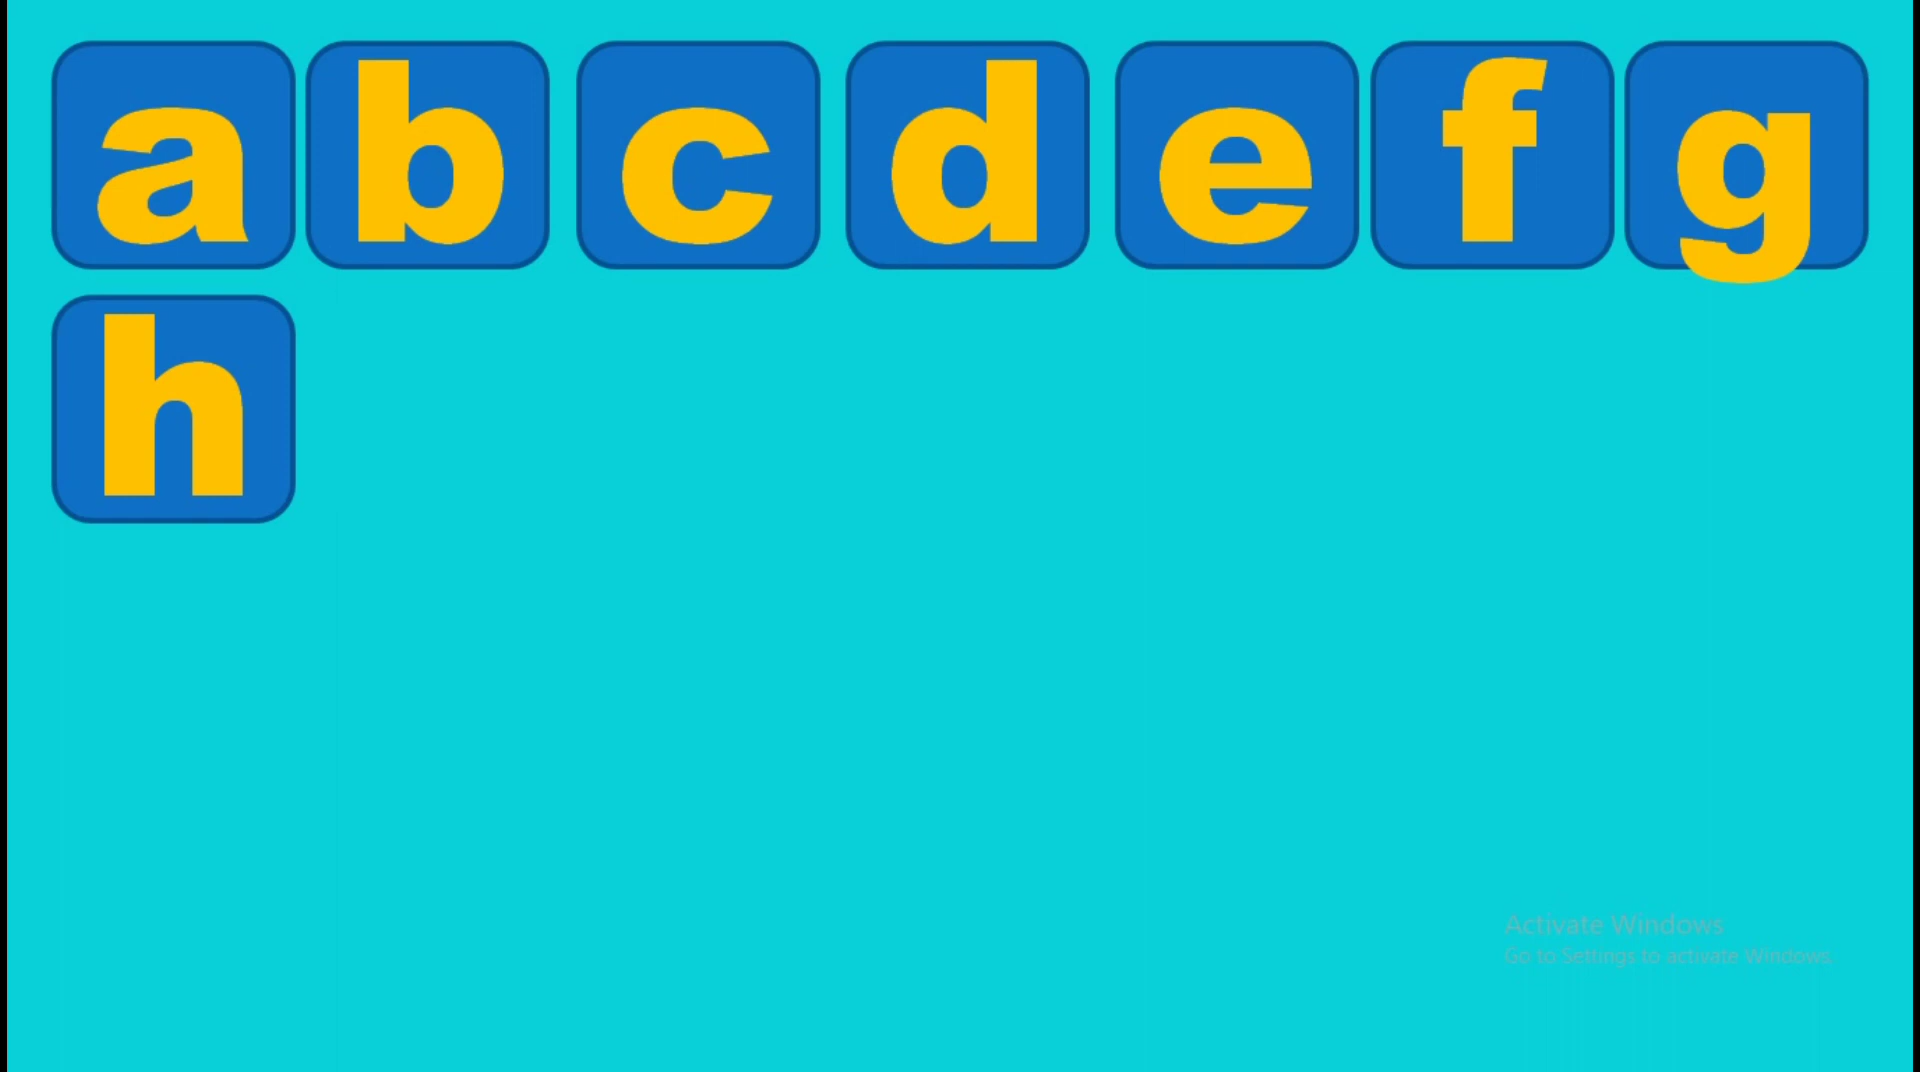 a b c d e f g
h
Activate Windows
Go to Settings to activate Windows.